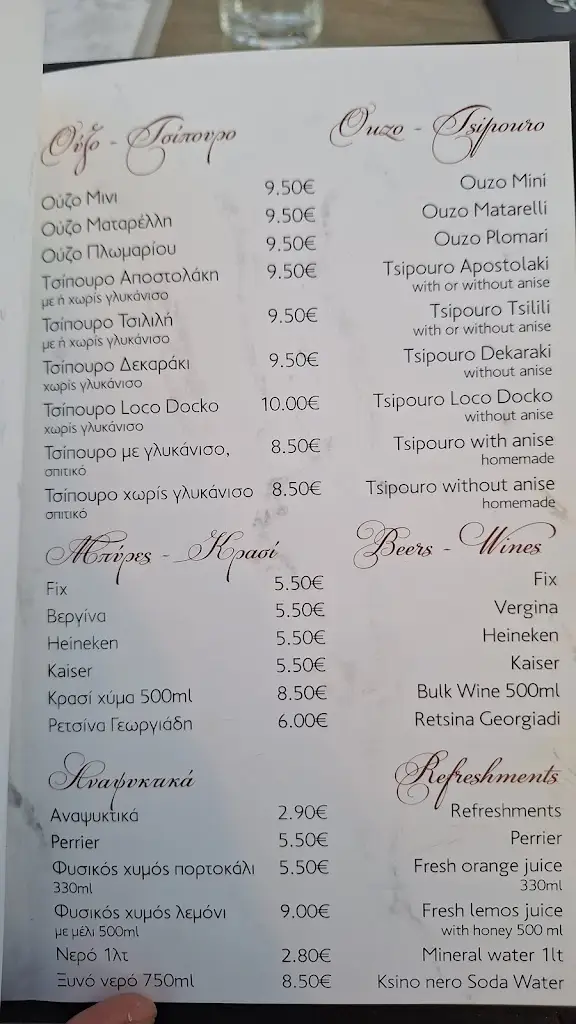 Ούζο - Τσίπουρο Ouzo - Tsipouro
Ούζο Μινι 9.50€ Ouzo Mini
Ούζο Ματαρέλλη 9.50€ Ouzo Matarelli
Ούζο Πλωμαρίου 9.50€ Ouzo Plomari
Τσίπουρο Αποστολάκη 9.50€ Tsipouro Apostolaki
με ή χωρίς γλυκάνισο with or without anise
Τσίπουρο Τσιλιλή 9.50€ Tsipouro Tsilili
με ή χωρίς γλυκάνισο with or without anise
Τσίπουρο Δεκαράκι 9.50€ Tsipouro Dekaraki
χωρίς γλυκάνισο without anise
Τσίπουρο Loco Docko 10.00€ Tsipouro Loco Docko
χωρίς γλυκάνισο without anise
Τσίπουρο με γλυκάνισο, 8.50€ Tsipouro with anise
σπιτικό homemade
Τσίπουρο χωρίς γλυκάνισο 8.50€ Tsipouro without anise
σπιτικό homemade
Μπύρες - Κρασί Beers - Wines
Fix 5.50€ Fix
Βεργίνα 5.50€ Vergina
Heineken 5.50€ Heineken
Kaiser 5.50€ Kaiser
Κρασί χύμα 500ml 8.50€ Bulk Wine 500ml
Ρετσίνα Γεωργιάδη 6.00€ Retsina Georgiadi
Αναψυκτικά Refreshments
Αναψυκτικά 2.90€ Refreshments
Perrier 5.50€ Perrier
Φυσικός χυμός πορτοκάλι 5.50€ Fresh orange juice
330ml 330ml
Φυσικός χυμός λεμόνι 9.00€ Fresh lemos juice
με μέλι 500ml with honey 500 ml
Νερό 1λτ 2.80€ Mineral water 1lt
Ξυνό νερό 750ml 8.50€ Ksino nero Soda Water